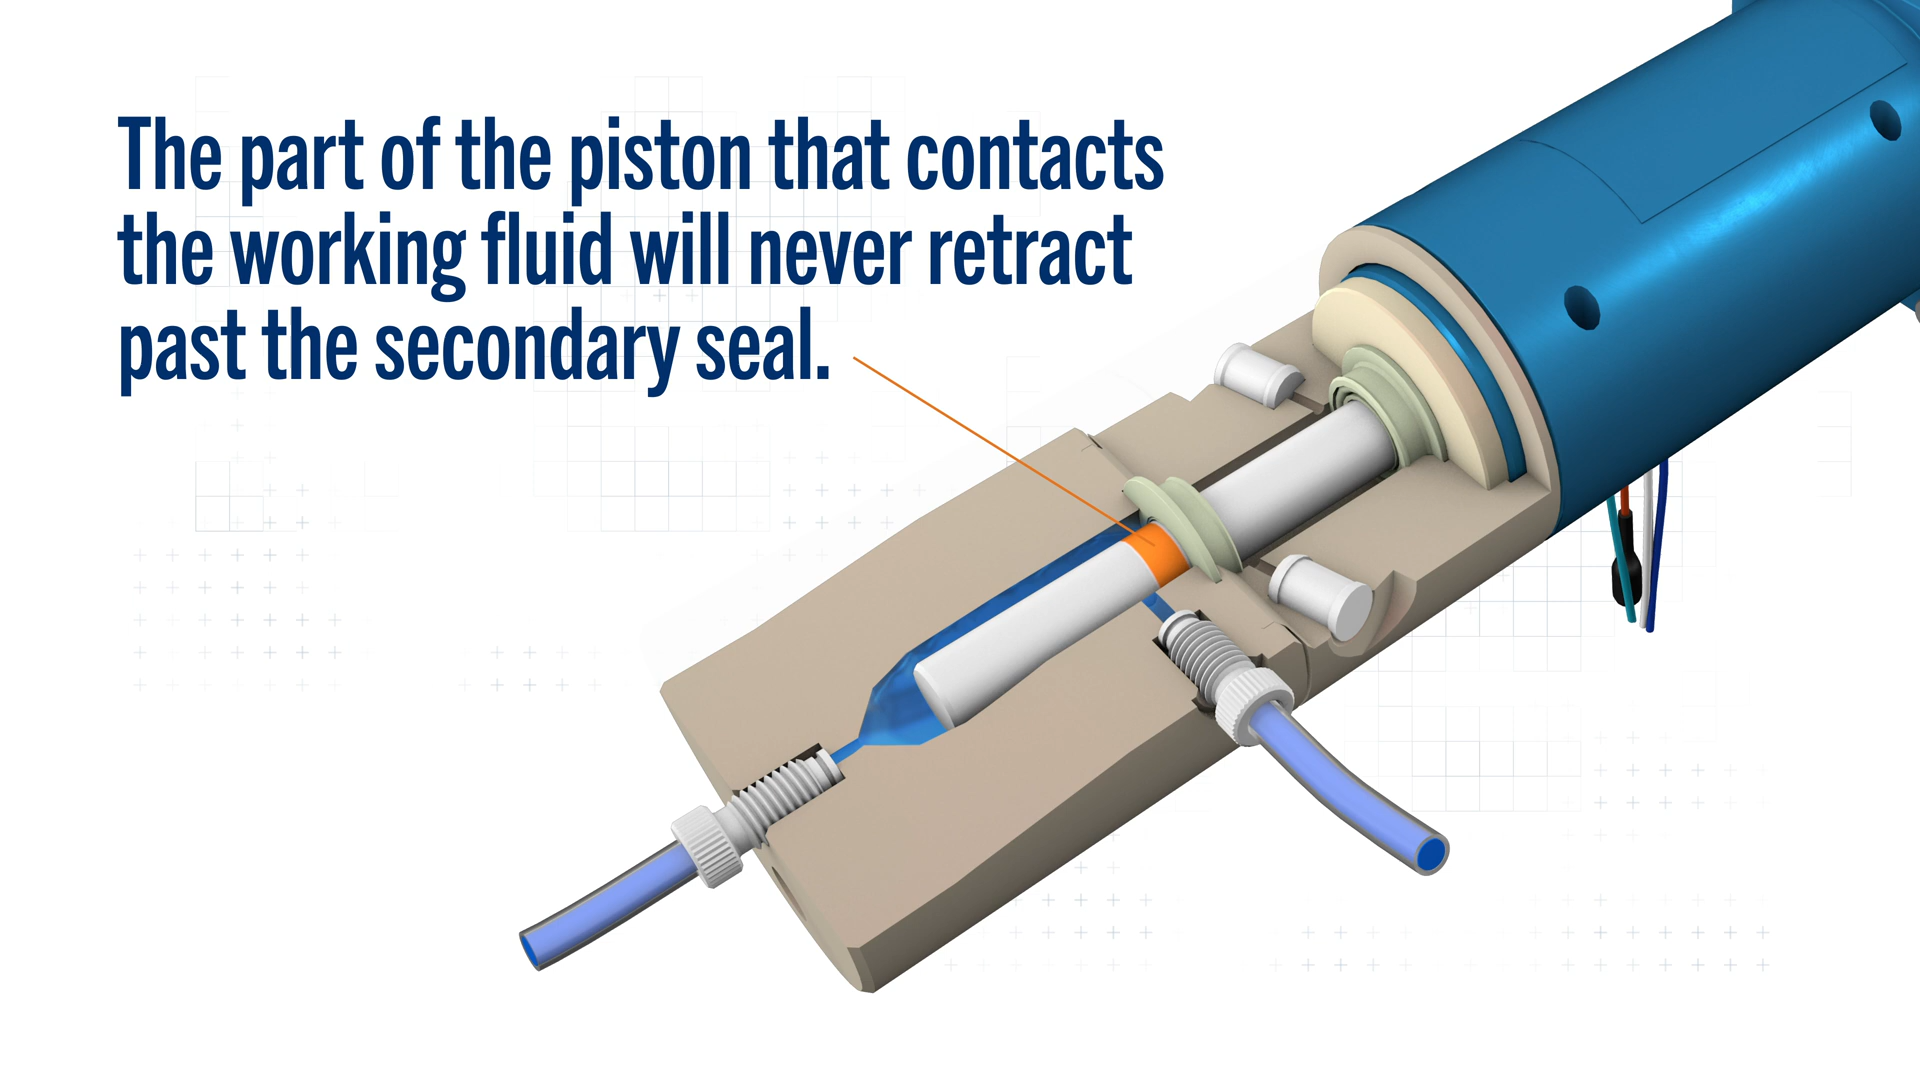 The part of the piston that contacts
the working fluid will never retract
past the secondary seal.